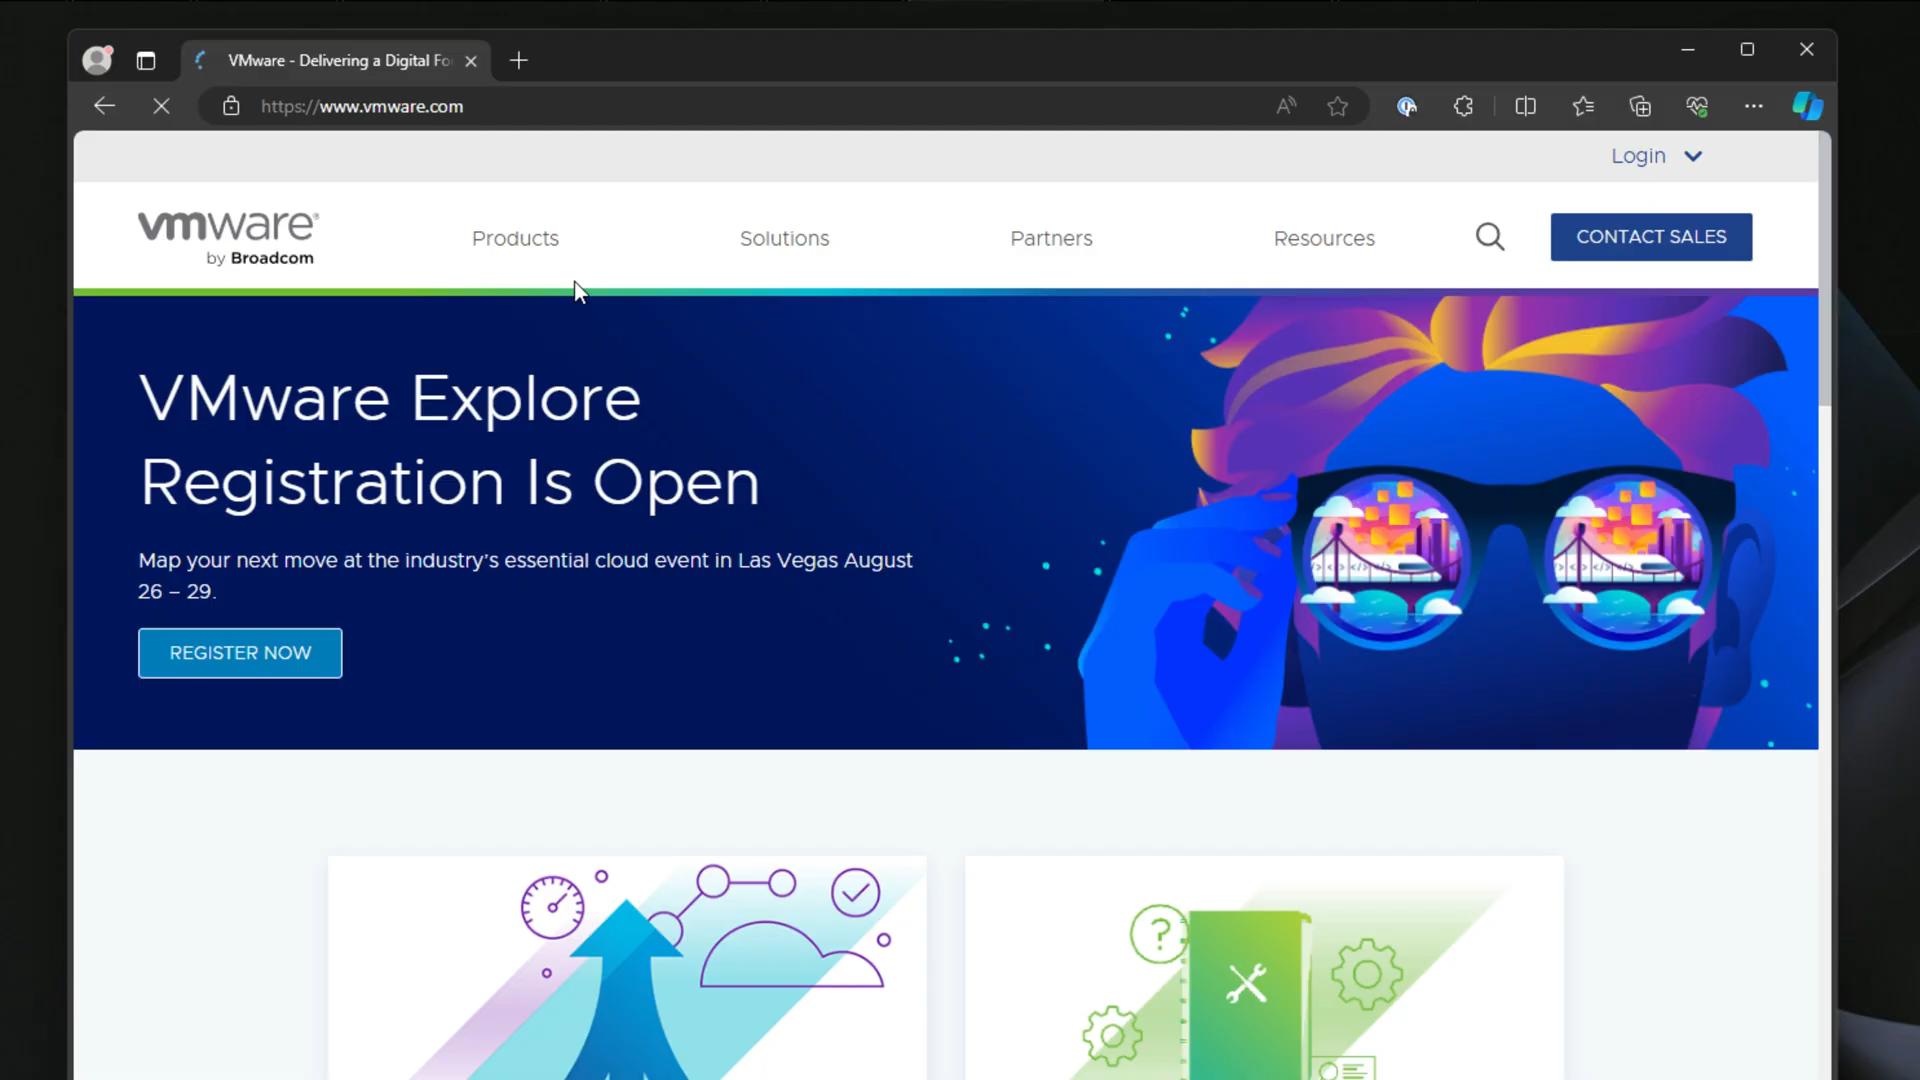 VMware - Delivering a Digital Fo
https://www.vmware.com
Login
vmware®
by Broadcom
Products
Solutions
Partners
Resources
CONTACT SALES
VMware Explore
Registration Is Open
Map your next move at the industry's essential cloud event in Las Vegas August
26 – 29.
REGISTER NOW
?